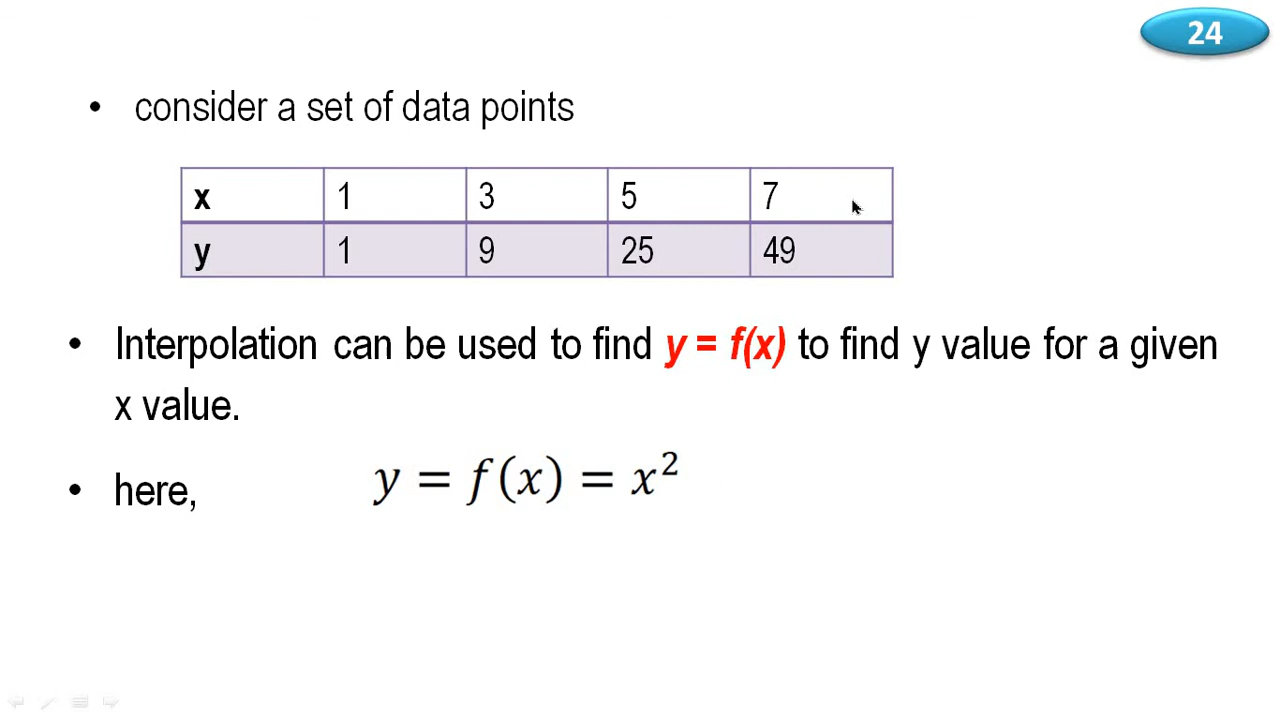 24
• consider a set of data points
x 1 3 5 7
y 1 9 25 49
• Interpolation can be used to find y = f(x) to find y value for a given
x value.
• here, y = f(x) = x²